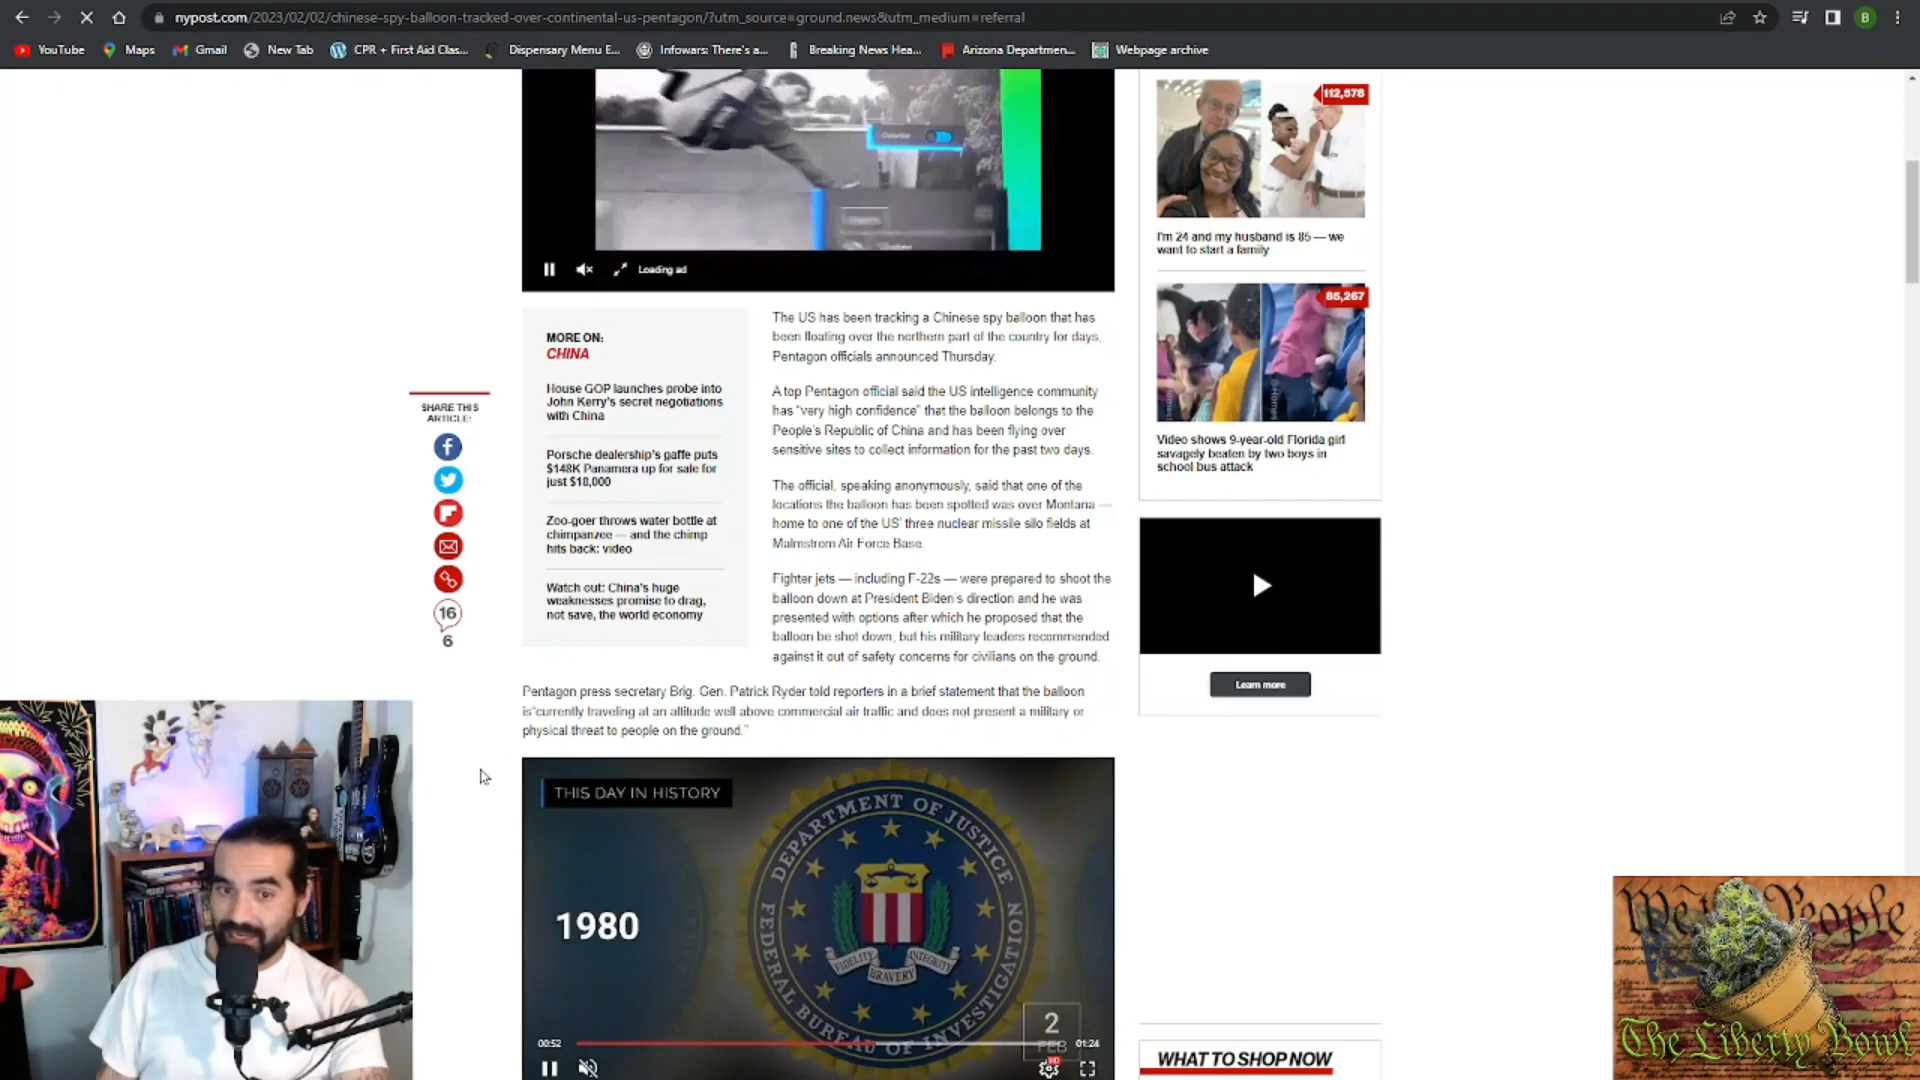 nypost.com/2023/02/02/chinese-spy-balloon-tracked-over-continental-us-pentagon/?utm_source=ground.news&utm_medium=referral
B
YouTube
Maps
Gmail
New Tab
CPR + First Aid Clas...
Dispensary Menu E...
Infowars: There's a...
Breaking News Hea...
Arizona Departmen...
Webpage archive
Loading ad
MORE ON:
CHINA
House GOP launches probe into
John Kerry's secret negotiations
with China
Porsche dealership's gaffe puts
$148K Panamera up for sale for
just $18,000
Zoo-goer throws water bottle at
chimpanzee — and the chimp
hits back: video
Watch out: China's huge
weaknesses promise to drag,
not save, the world economy
SHARE THIS
ARTICLE:
16
6
The US has been tracking a Chinese spy balloon that has
been floating over the northern part of the country for days,
Pentagon officials announced Thursday.
A top Pentagon official said the US intelligence community
has "very high confidence" that the balloon belongs to the
People's Republic of China and has been flying over
sensitive sites to collect information for the past two days.
The official, speaking anonymously, said that one of the
locations the balloon has been spotted was over Montana —
home to one of the US' three nuclear missile silo fields at
Malmstrom Air Force Base.
Fighter jets — including F-22s — were prepared to shoot the
balloon down at President Biden's direction and he was
presented with options after which he proposed that the
balloon be shot down, but his military leaders recommended
against it out of safety concerns for civilians on the ground.
Pentagon press secretary Brig. Gen. Patrick Ryder told reporters in a brief statement that the balloon
is"currently traveling at an altitude well above commercial air traffic and does not present a military or
physical threat to people on the ground."
THIS DAY IN HISTORY
1980
DEPARTMENT OF JUSTICE
FEDERAL BUREAU OF INVESTIGATION
FIDELITY
BRAVERY
INTEGRITY
2
FEB
00:52
01:24
HD
112,578
I'm 24 and my husband is 85 — we
want to start a family
85,267
Video shows 9-year-old Florida girl
savagely beaten by two boys in
school bus attack
Learn more
WHAT TO SHOP NOW
We The People
The Liberty Bowl